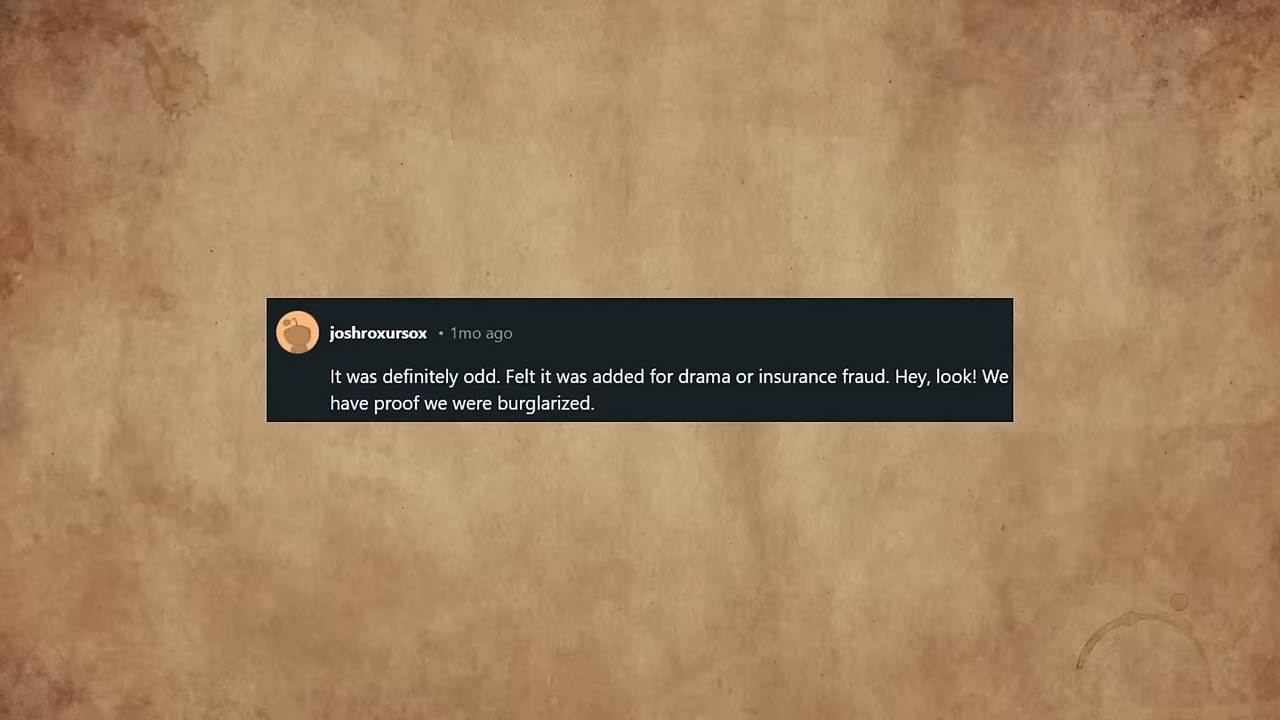 joshroxursox • 1mo ago
It was definitely odd. Felt it was added for drama or insurance fraud. Hey, look! We
have proof we were burglarized.